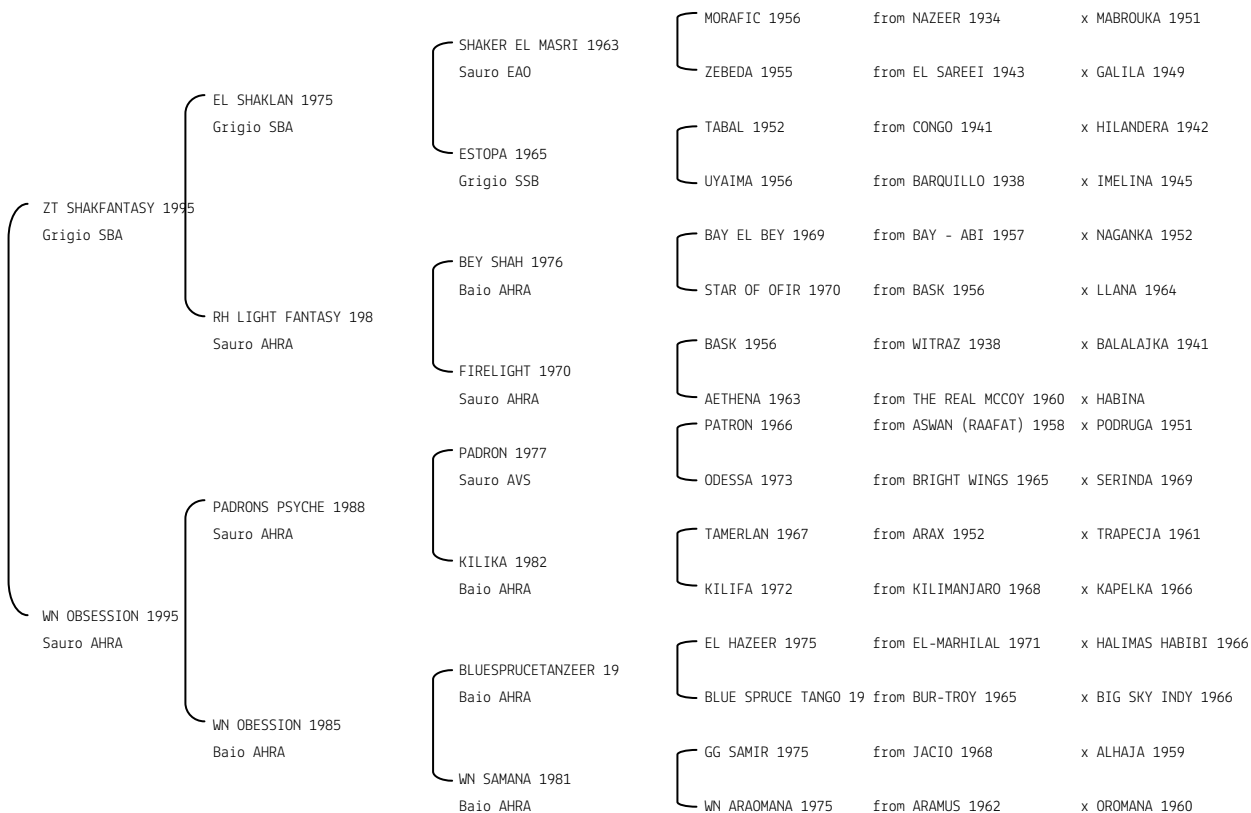 MORAFIC 1956 from NAZEER 1934 x MABROUKA 1951
SHAKER EL MASRI 1963
Sauro EAO
ZEBEDA 1955 from EL SAREEI 1943 x GALILA 1949
EL SHAKLAN 1975
Grigio SBA
TABAL 1952 from CONGO 1941 x HILANDERA 1942
ESTOPA 1965
Grigio SSB
UYAIMA 1956 from BARQUILLO 1938 x IMELINA 1945
ZT SHAKFANTASY 1995
Grigio SBA
BAY EL BEY 1969 from BAY - ABI 1957 x NAGANKA 1952
BEY SHAH 1976
Baio AHRA
STAR OF OFIR 1970 from BASK 1956 x LLANA 1964
RH LIGHT FANTASY 198
Sauro AHRA
BASK 1956 from WITRAZ 1938 x BALALAJKA 1941
FIRELIGHT 1970
Sauro AHRA
AETHENA 1963 from THE REAL MCCOY 1960 x HABINA
PATRON 1966 from ASWAN (RAAFAT) 1958 x PODRUGA 1951
PADRON 1977
Sauro AVS
ODESSA 1973 from BRIGHT WINGS 1965 x SERINDA 1969
PADRONS PSYCHE 1988
Sauro AHRA
TAMERLAN 1967 from ARAX 1952 x TRAPECJA 1961
KILIKA 1982
Baio AHRA
KILIFA 1972 from KILIMANJARO 1968 x KAPELKA 1966
WN OBSESSION 1995
Sauro AHRA
EL HAZEER 1975 from EL-MARHILAL 1971 x HALIMAS HABIBI 1966
BLUESPRUCETANZEER 19
Baio AHRA
BLUE SPRUCE TANGO 19 from BUR-TROY 1965 x BIG SKY INDY 1966
WN OBESSION 1985
Baio AHRA
GG SAMIR 1975 from JACIO 1968 x ALHAJA 1959
WN SAMANA 1981
Baio AHRA
WN ARAOMANA 1975 from ARAMUS 1962 x OROMANA 1960